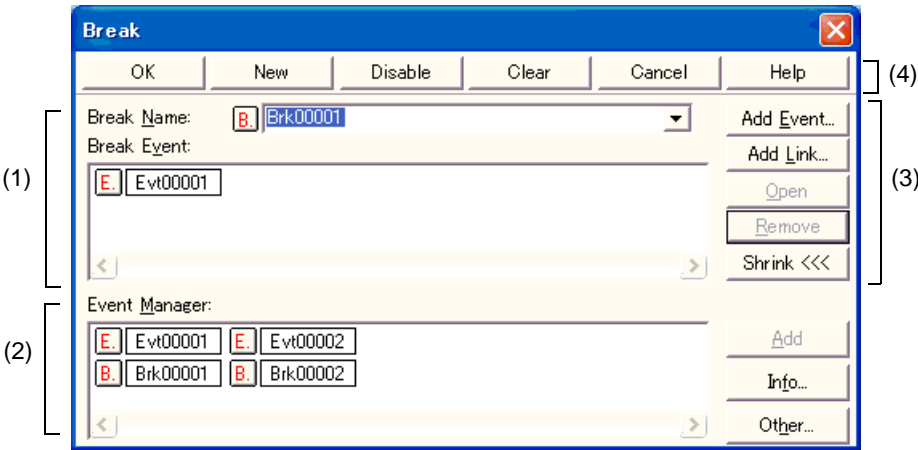 Break
OK New Disable Clear Cancel Help (4)
Break Name: B. Brk00001 Add Event...
Break Event: Add Link...
(1) E. Evt00001 Open (3)
Remove
Shrink <<<
Event Manager:
(2) E. Evt00001 E. Evt00002 Add
B. Brk00001 B. Brk00002 Info...
Other...